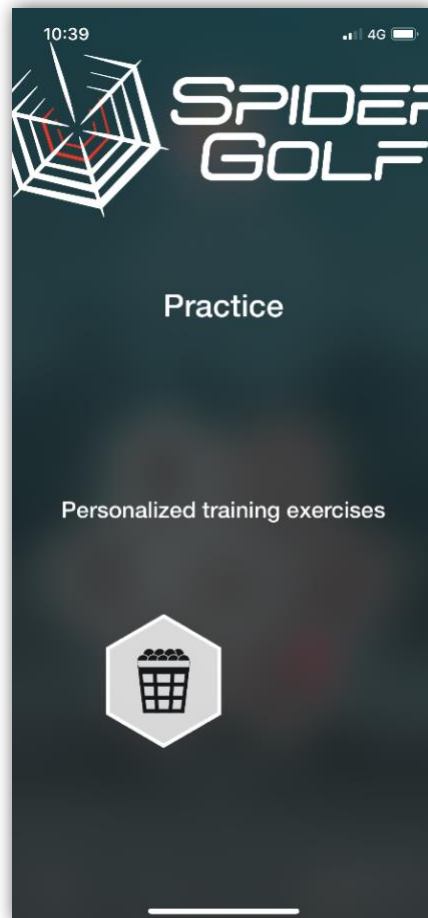 10:39
4G
SPIDER
GOLF
Practice
Personalized training exercises